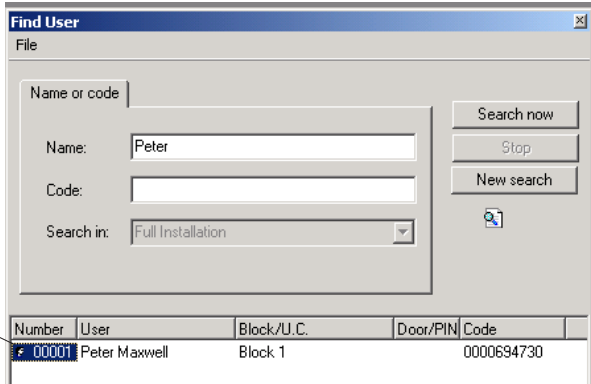 Find User
File
Name or code
Search now
Name: Peter
Stop
New search
Code:
Search in: Full Installation
Number User Block/U.C. Door/PIN Code
00001 Peter Maxwell Block 1 0000694730